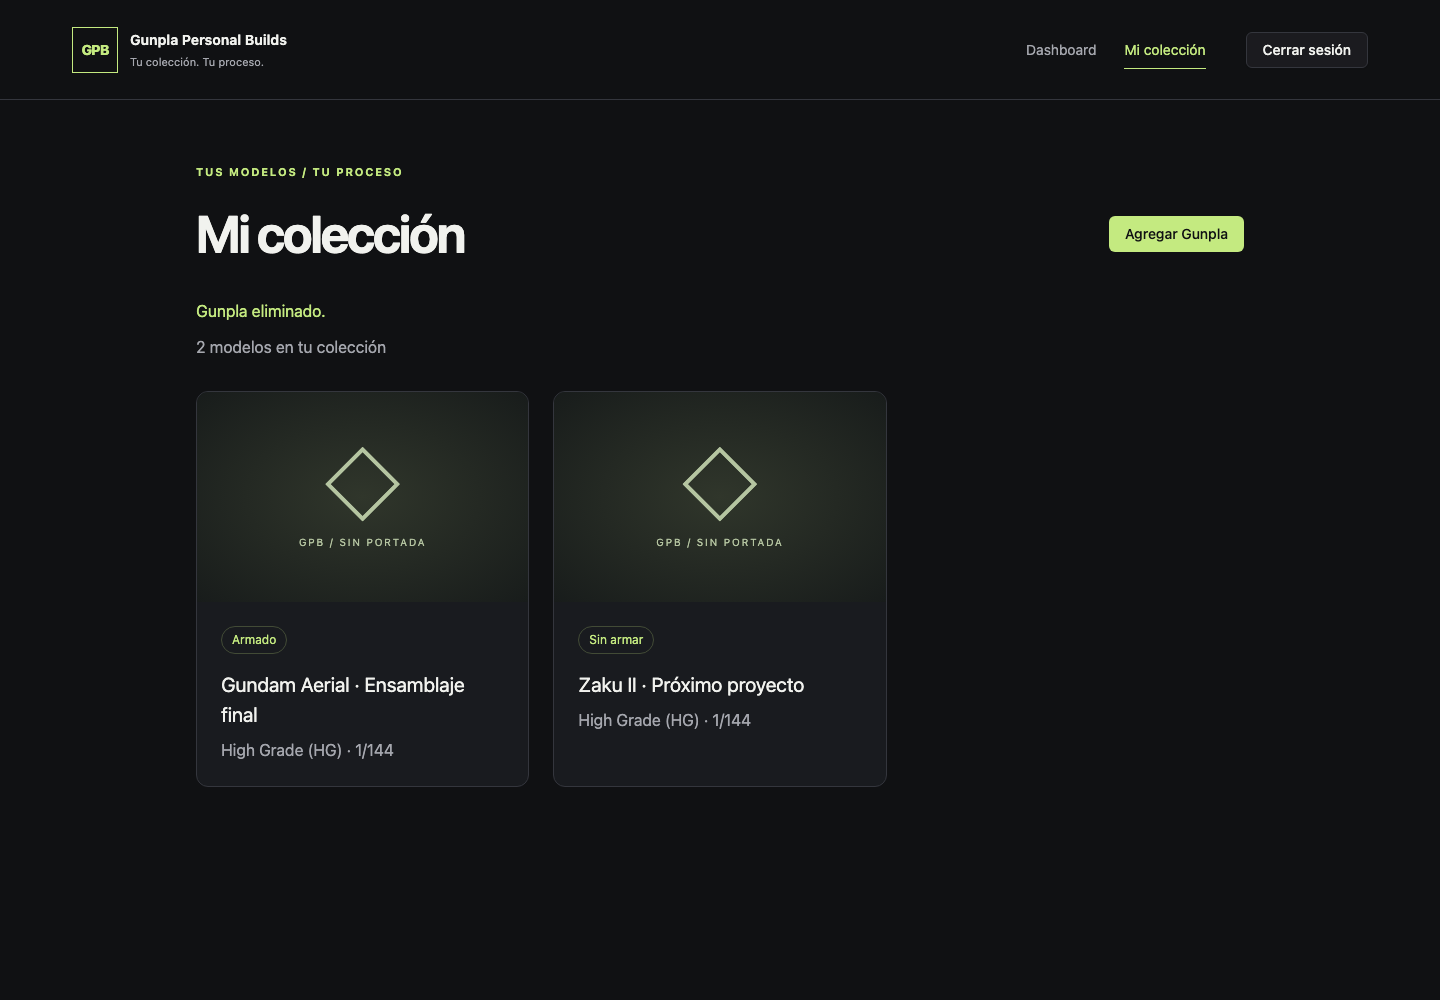 GPB
Gunpla Personal Builds
Tu colección. Tu proceso.
Dashboard
Mi colección
Cerrar sesión
TUS MODELOS / TU PROCESO
Mi colección
Agregar Gunpla
Gunpla eliminado.
2 modelos en tu colección
GPB / SIN PORTADA
Armado
Gundam Aerial · Ensamblaje
final
High Grade (HG) · 1/144
GPB / SIN PORTADA
Sin armar
Zaku II · Próximo proyecto
High Grade (HG) · 1/144